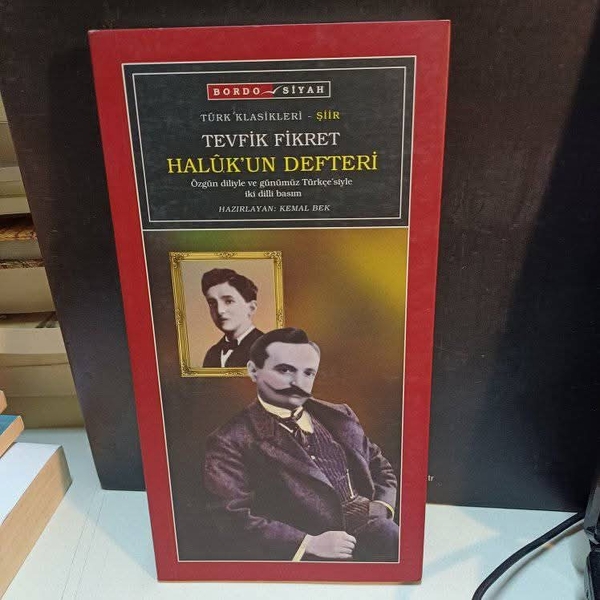 BORDO SİYAH
TÜRK KLASİKLERİ - ŞİİR
TEVFİK FİKRET
HALÛK'UN DEFTERİ
Özgün diliyle ve günümüz Türkçe'siyle
iki dilli basım
HAZIRLAYAN: KEMAL BEK
tr